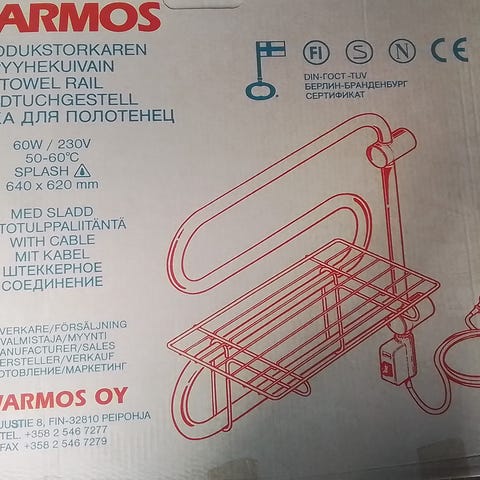 ARMOS
ODUKSTORKAREN
YYHEKUIVAIN
TOWEL RAIL
DTUCHGESTELL
КА ДЛЯ ПОЛОТЕНЕЦ
60W / 230V
50-60°C
SPLASH
640 x 620 mm
MED SLADD
TOTULPPALIITÄNTÄ
WITH CABLE
MIT KABEL
ШТЕККЕРНОЕ
СОЕДИНЕНИЕ
VERKARE/FÖRSÄLJNING
VALMISTAJA/MYYNTI
ANUFACTURER/SALES
ERSTELLER/VERKAUF
ОТОВЛЕНИЕ/МАРКЕТИНГ
VARMOS OY
JUSTIE 8, FIN-32810 PEIPOHJA
TEL. +358 2 546 7277
FAX +358 2 546 7279
FI S N CE
DIN-ГОСТ-TUV
БЕРЛИН-БРАНДЕНБУРГ
СЕРТИФИКАТ